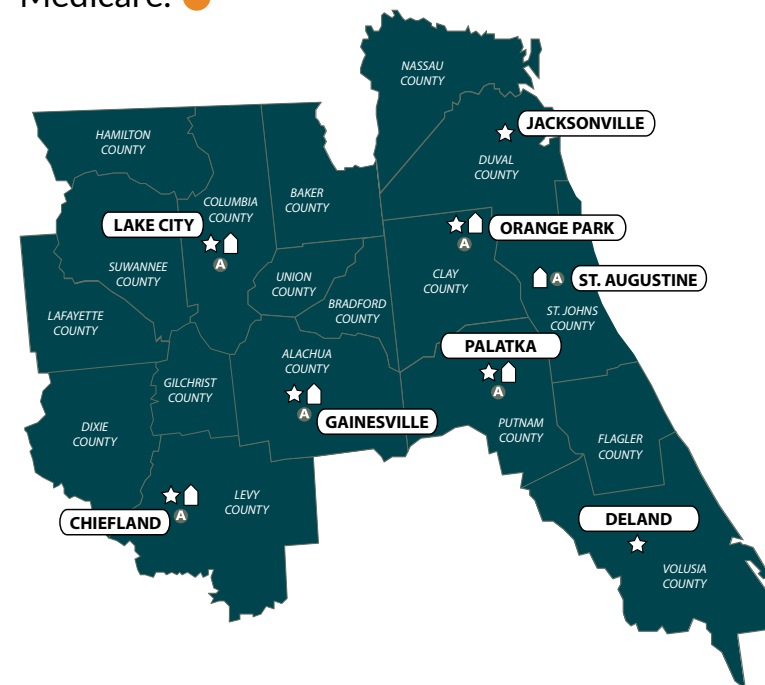 Medicare.
NASSAU
COUNTY
JACKSONVILLE
HAMILTON
COUNTY
DUVAL
COUNTY
BAKER
COUNTY
COLUMBIA
COUNTY
LAKE CITY
ORANGE PARK
A
A
SUWANNEE
COUNTY
UNION
COUNTY
CLAY
COUNTY
A
ST. AUGUSTINE
BRADFORD
COUNTY
LAFAYETTE
COUNTY
ST. JOHNS
COUNTY
PALATKA
ALACHUA
COUNTY
GILCHRIST
COUNTY
A
A
GAINESVILLE
DIXIE
COUNTY
PUTNAM
COUNTY
FLAGLER
COUNTY
LEVY
COUNTY
A
CHIEFLAND
DELAND
VOLUSIA
COUNTY